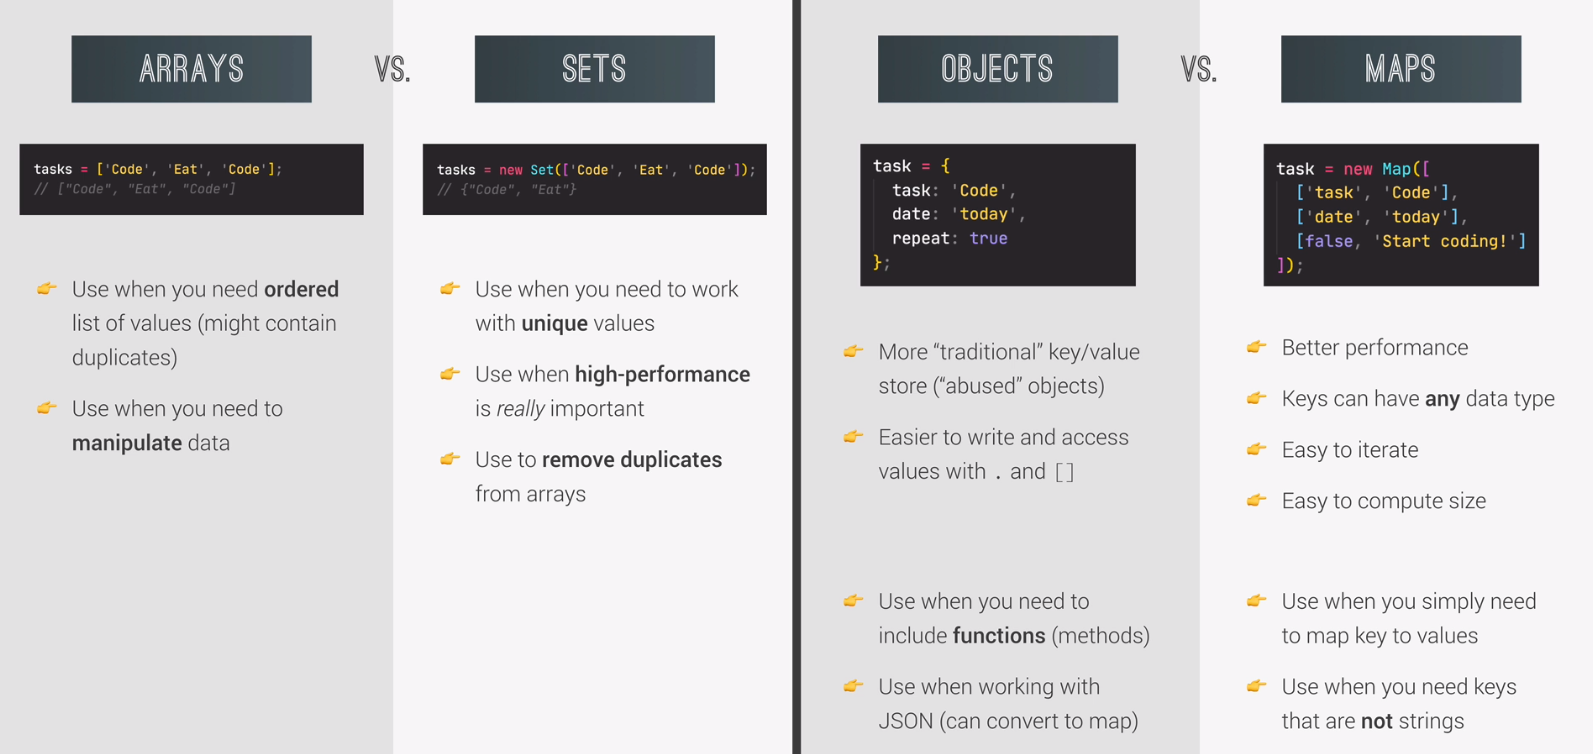 ARRAYS
VS.
SETS
tasks = ['Code', 'Eat', 'Code'];
// ["Code", "Eat", "Code"]
tasks = new Set(['Code', 'Eat', 'Code']);
// {"Code", "Eat"}
👉 Use when you need ordered
list of values (might contain
duplicates)
👉 Use when you need to
manipulate data
👉 Use when you need to work
with unique values
👉 Use when high-performance
is really important
👉 Use to remove duplicates
from arrays
OBJECTS
VS.
MAPS
task = {
task: 'Code',
date: 'today',
repeat: true
};
task = new Map([
['task', 'Code'],
['date', 'today'],
[false, 'Start coding!']
]);
👉 More “traditional” key/value
store (“abused” objects)
👉 Easier to write and access
values with . and []
👉 Better performance
👉 Keys can have any data type
👉 Easy to iterate
👉 Easy to compute size
👉 Use when you need to
include functions (methods)
👉 Use when working with
JSON (can convert to map)
👉 Use when you simply need
to map key to values
👉 Use when you need keys
that are not strings